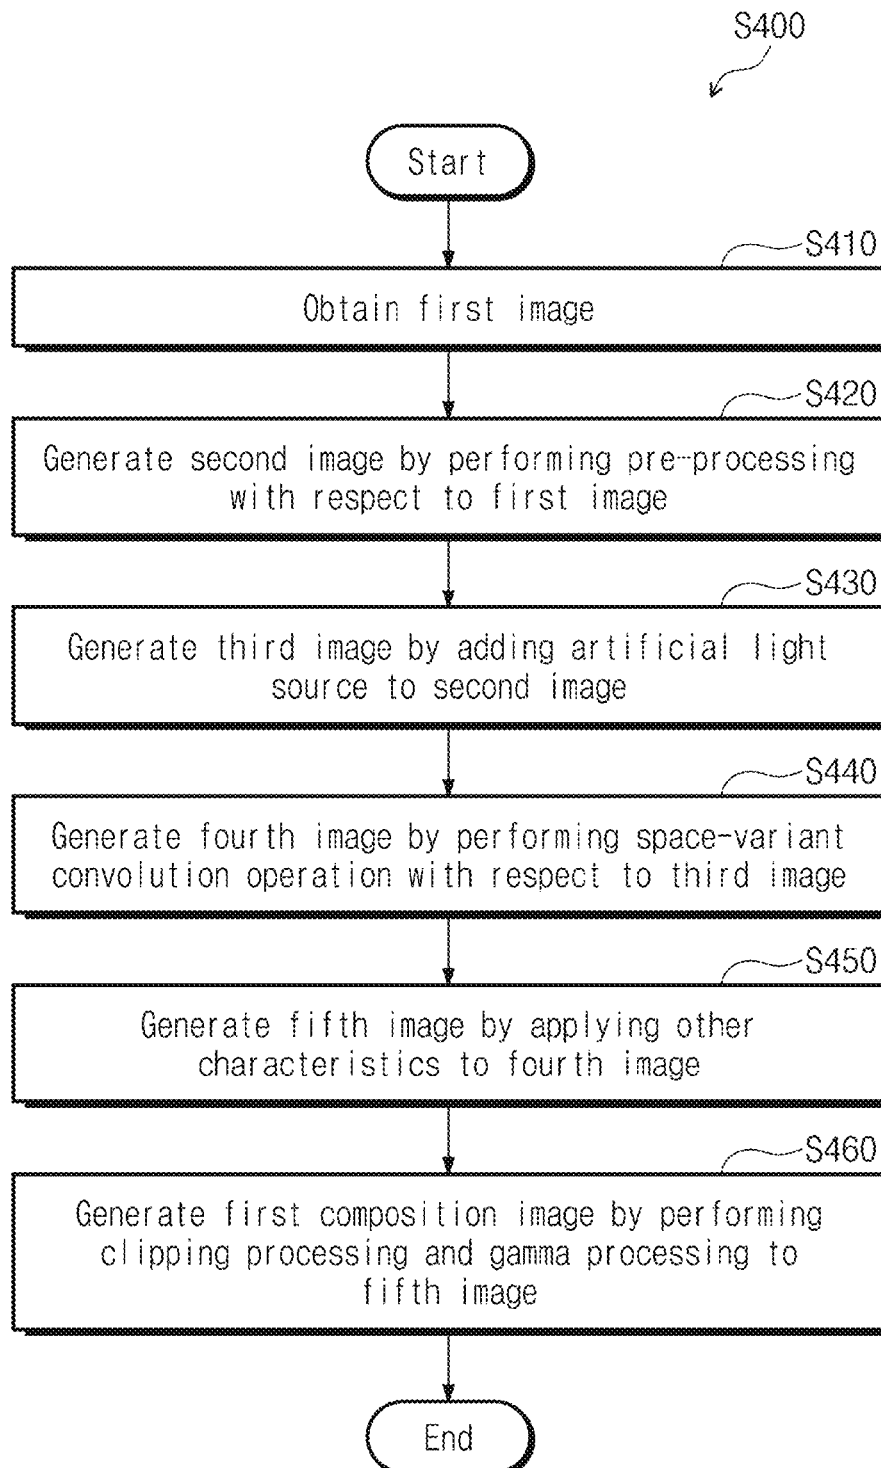 S400
Start
S410
Obtain first image
S420
Generate second image by performing pre-processing
with respect to first image
S430
Generate third image by adding artificial light
source to second image
S440
Generate fourth image by performing space-variant
convolution operation with respect to third image
S450
Generate fifth image by applying other
characteristics to fourth image
S460
Generate first composition image by performing
clipping processing and gamma processing to
fifth image
End